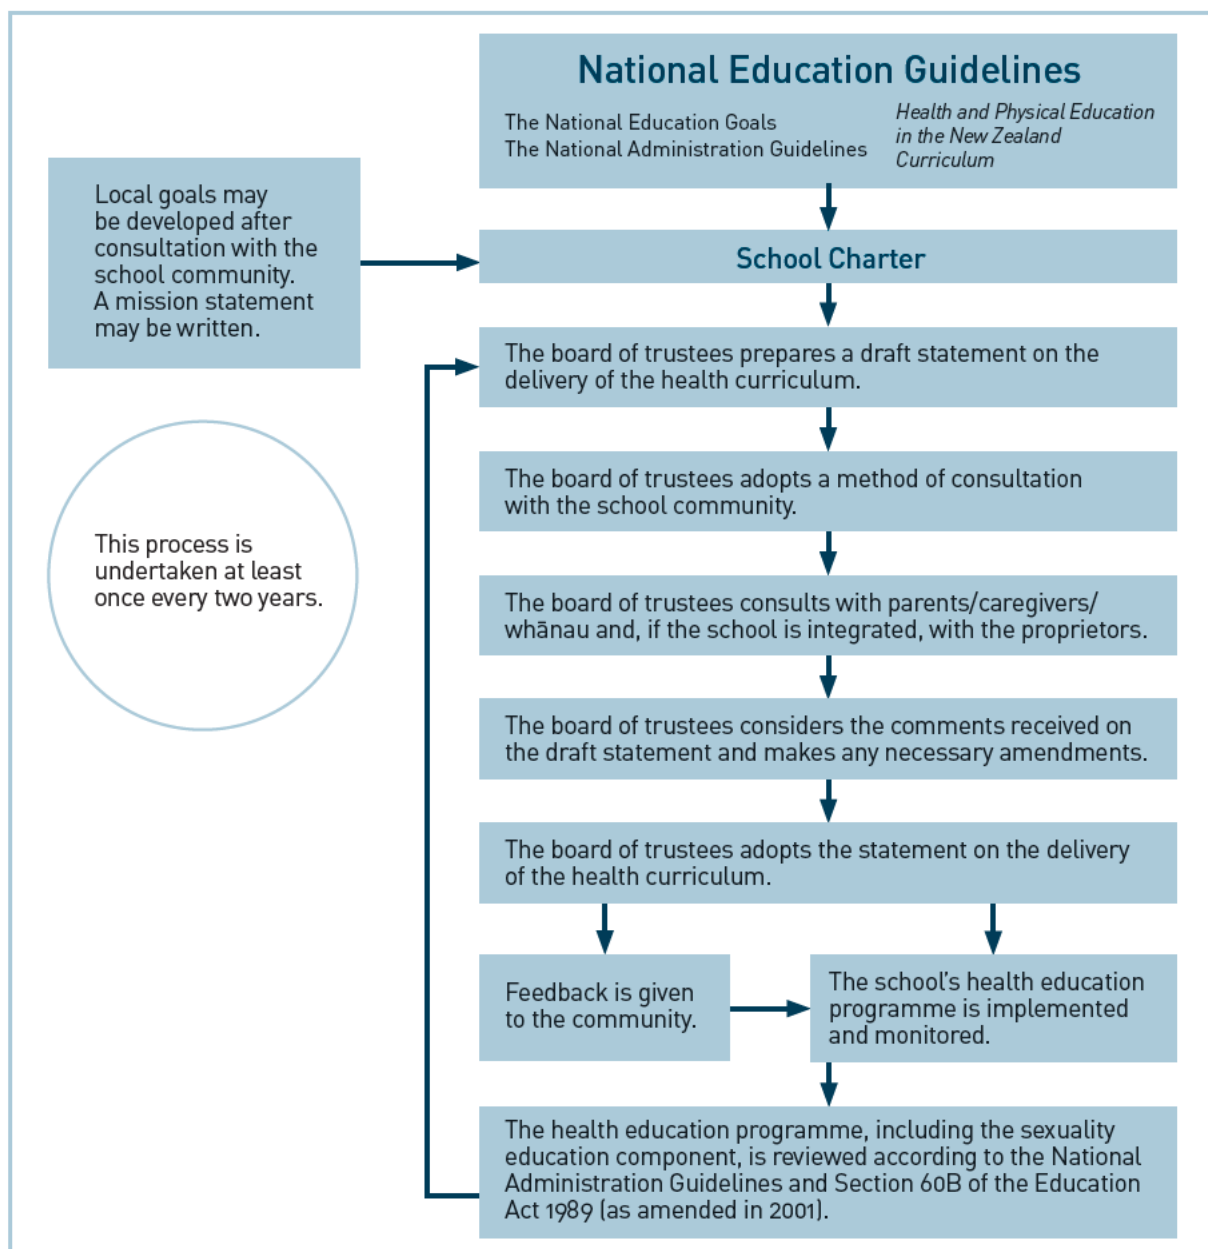 National Education Guidelines
The National Education Goals
The National Administration Guidelines
Health and Physical Education
in the New Zealand
Curriculum
Local goals may
be developed after
consultation with the
school community.
A mission statement
may be written.
School Charter
The board of trustees prepares a draft statement on the
delivery of the health curriculum.
The board of trustees adopts a method of consultation
with the school community.
This process is
undertaken at least
once every two years.
The board of trustees consults with parents/caregivers/
whānau and, if the school is integrated, with the proprietors.
The board of trustees considers the comments received on
the draft statement and makes any necessary amendments.
The board of trustees adopts the statement on the delivery
of the health curriculum.
Feedback is given
to the community.
The school's health education
programme is implemented
and monitored.
The health education programme, including the sexuality
education component, is reviewed according to the National
Administration Guidelines and Section 60B of the Education
Act 1989 (as amended in 2001).